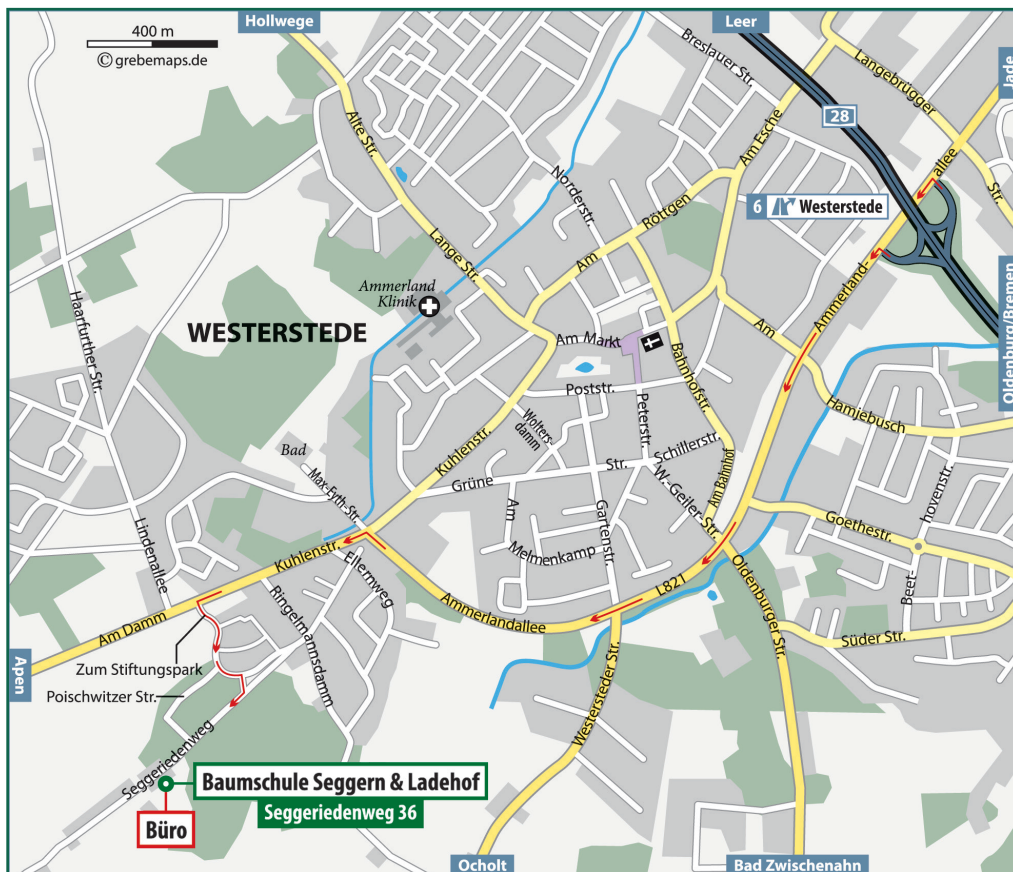 Hollwege
Leer
400 m
© grebemaps.de
Breslauer Str.
Langebrügger
Str.
Jade
28
Alte Str.
Am Esche
allee
Norderstr.
Röttgen
Am
6 Westerstede
Lange Str.
Ammerland-
Ammerland
Klinik
WESTERSTEDE
Haarfurther Str.
Am Markt
Am
Hamjebusch
Oldenburg/Bremen
Bahnhofstr.
Poststr.
Peterstr.
Wolters-
damm
Kuhlenstr.
Schillerstr.
Bad
Max-Eyth-Str.
Grüne
Str.
W.-Geiler-Str.
Am Bahnhof
Am
Melmenkamp
Gartenstr.
Goethestr.
Beet-
hovenstr.
Lindenallee
Kuhlenstr.
Ellernweg
Ammerlandallee
L821
Oldenburger Str.
Süder Str.
Am Damm
Ringelmannsdamm
Apen
Zum Stiftungspark
Poischwitzer Str.
Westersteder Str.
Seggeriedenweg
Baumschule Seggern & Ladehof
Seggeriedenweg 36
Büro
Ocholt
Bad Zwischenahn